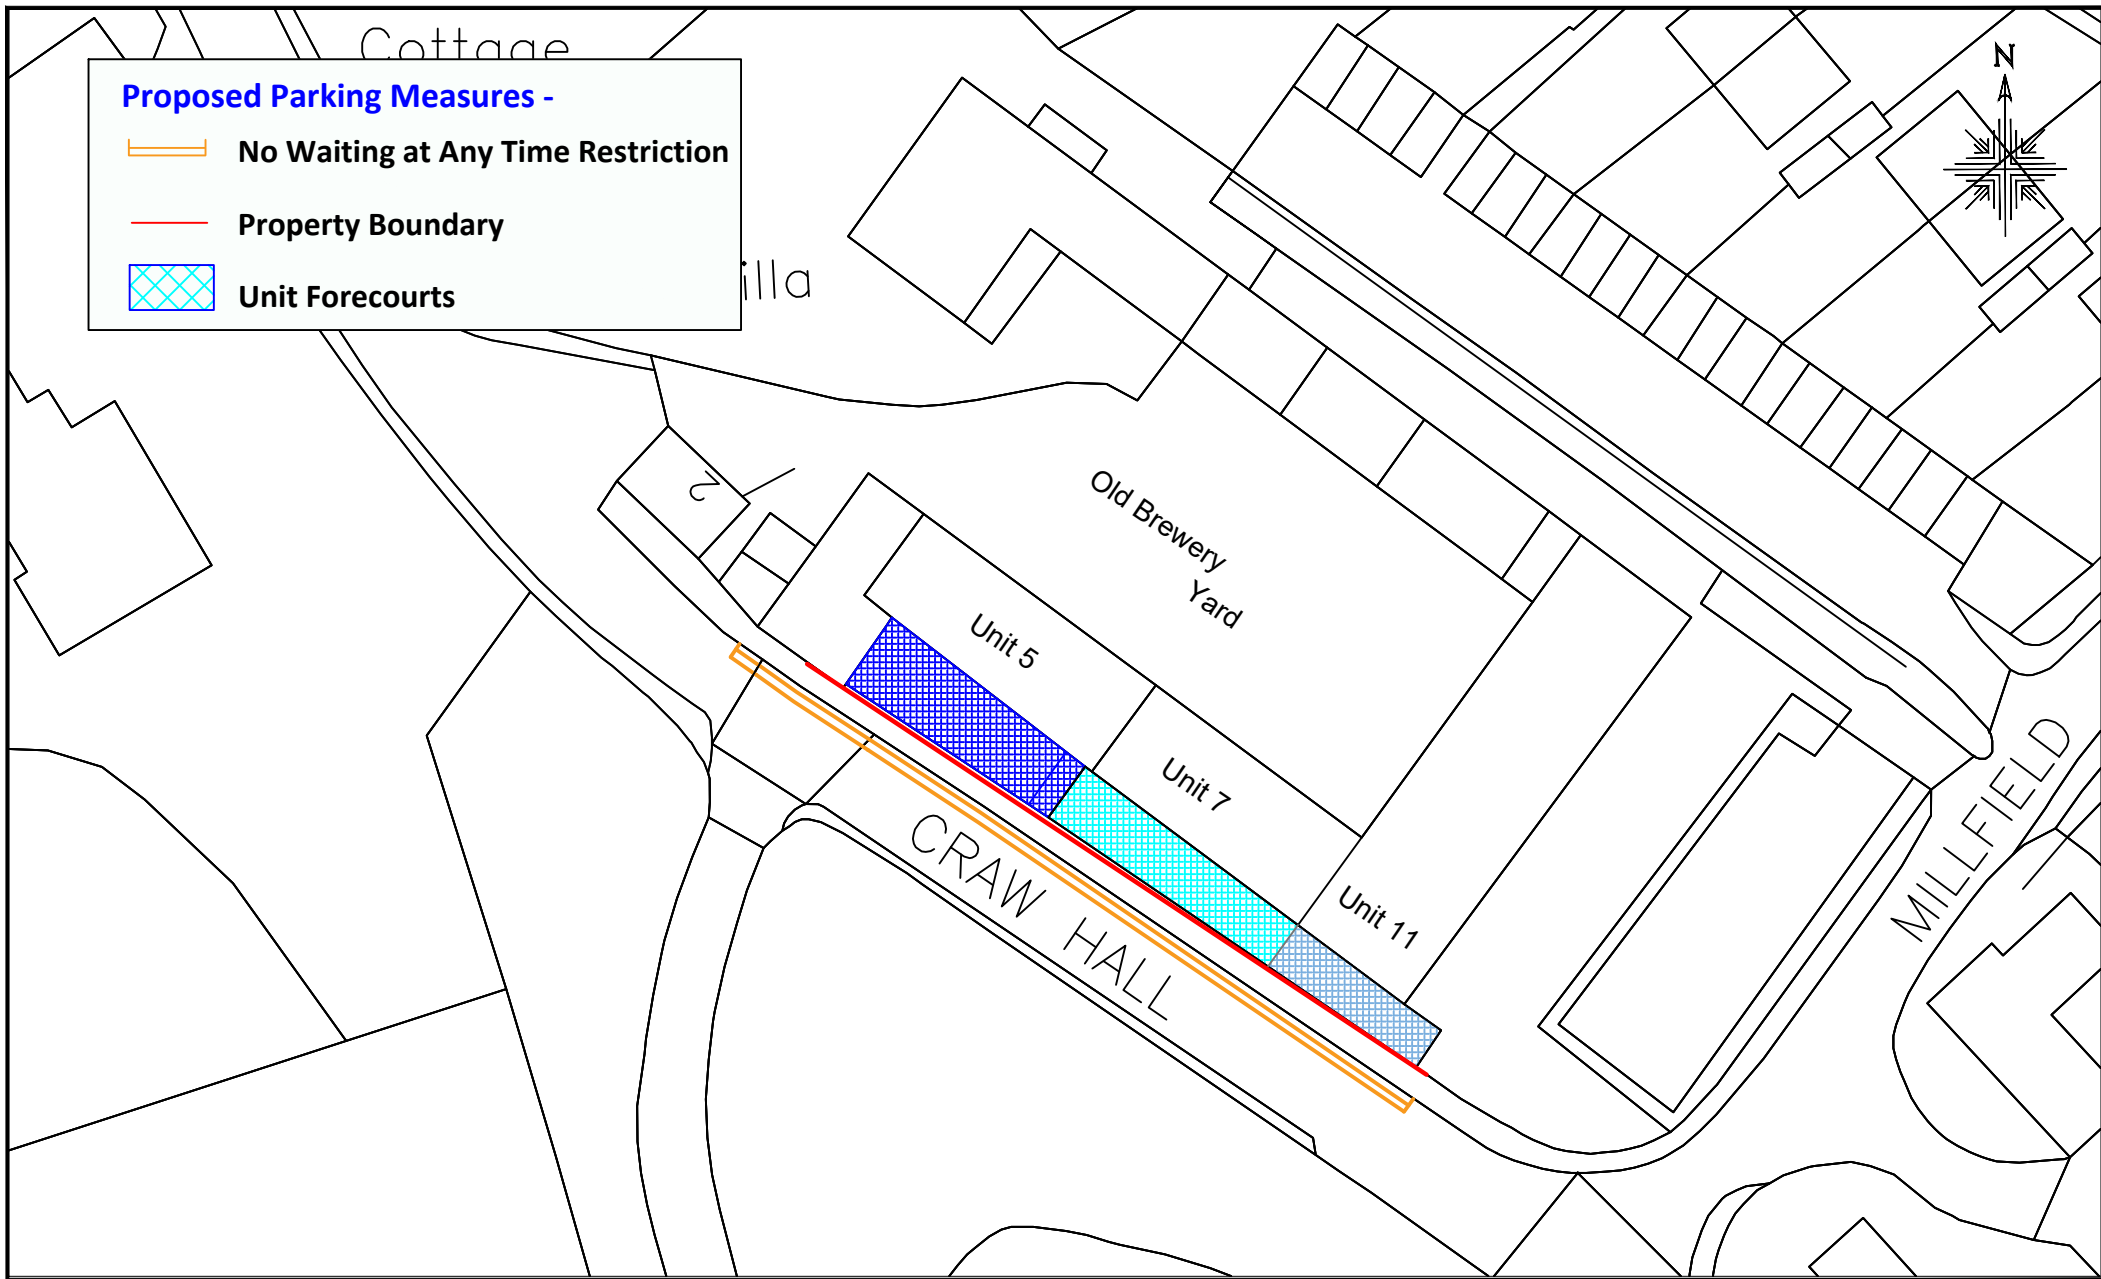 Cottage
Proposed Parking Measures -
No Waiting at Any Time Restriction
Property Boundary
Unit Forecourts
illa
N
2
Old Brewery
Yard
Unit 5
Unit 7
Unit 11
CRAW HALL
MILLFIELD